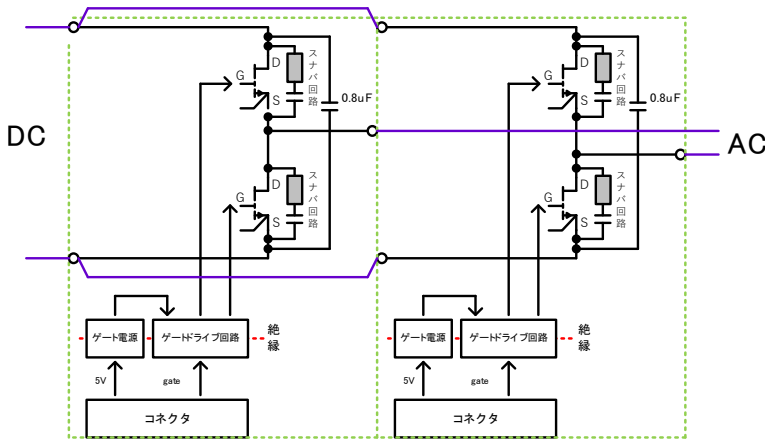 DC
D
G
S
スナバ回路
0.8uF
D
G
S
スナバ回路
ゲート電源
ゲートドライブ回路
絶縁
5V
gate
コネクタ
D
G
S
スナバ回路
0.8uF
AC
D
G
S
スナバ回路
ゲート電源
ゲートドライブ回路
絶縁
5V
gate
コネクタ